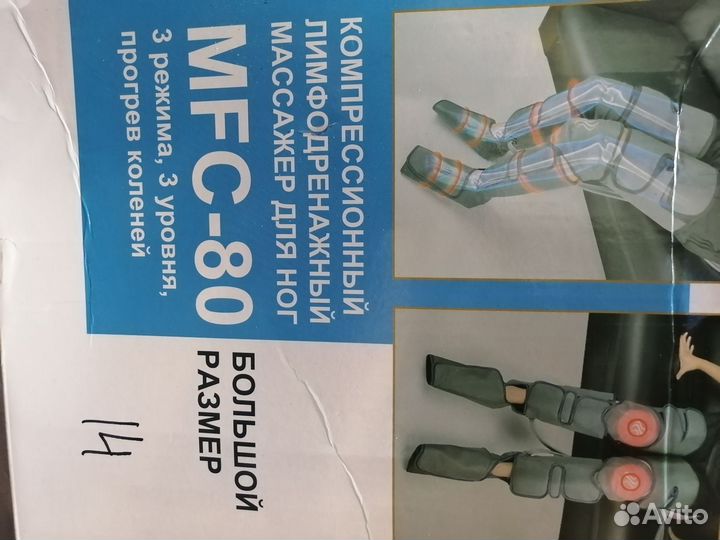 КОМПРЕССИОННЫЙ
ЛИМФОДРЕНАЖНЫЙ
МАССАЖЕР ДЛЯ НОГ
MFC-80
3 режима, 3 уровня,
прогрев коленей
БОЛЬШОЙ
РАЗМЕР
14
Avito